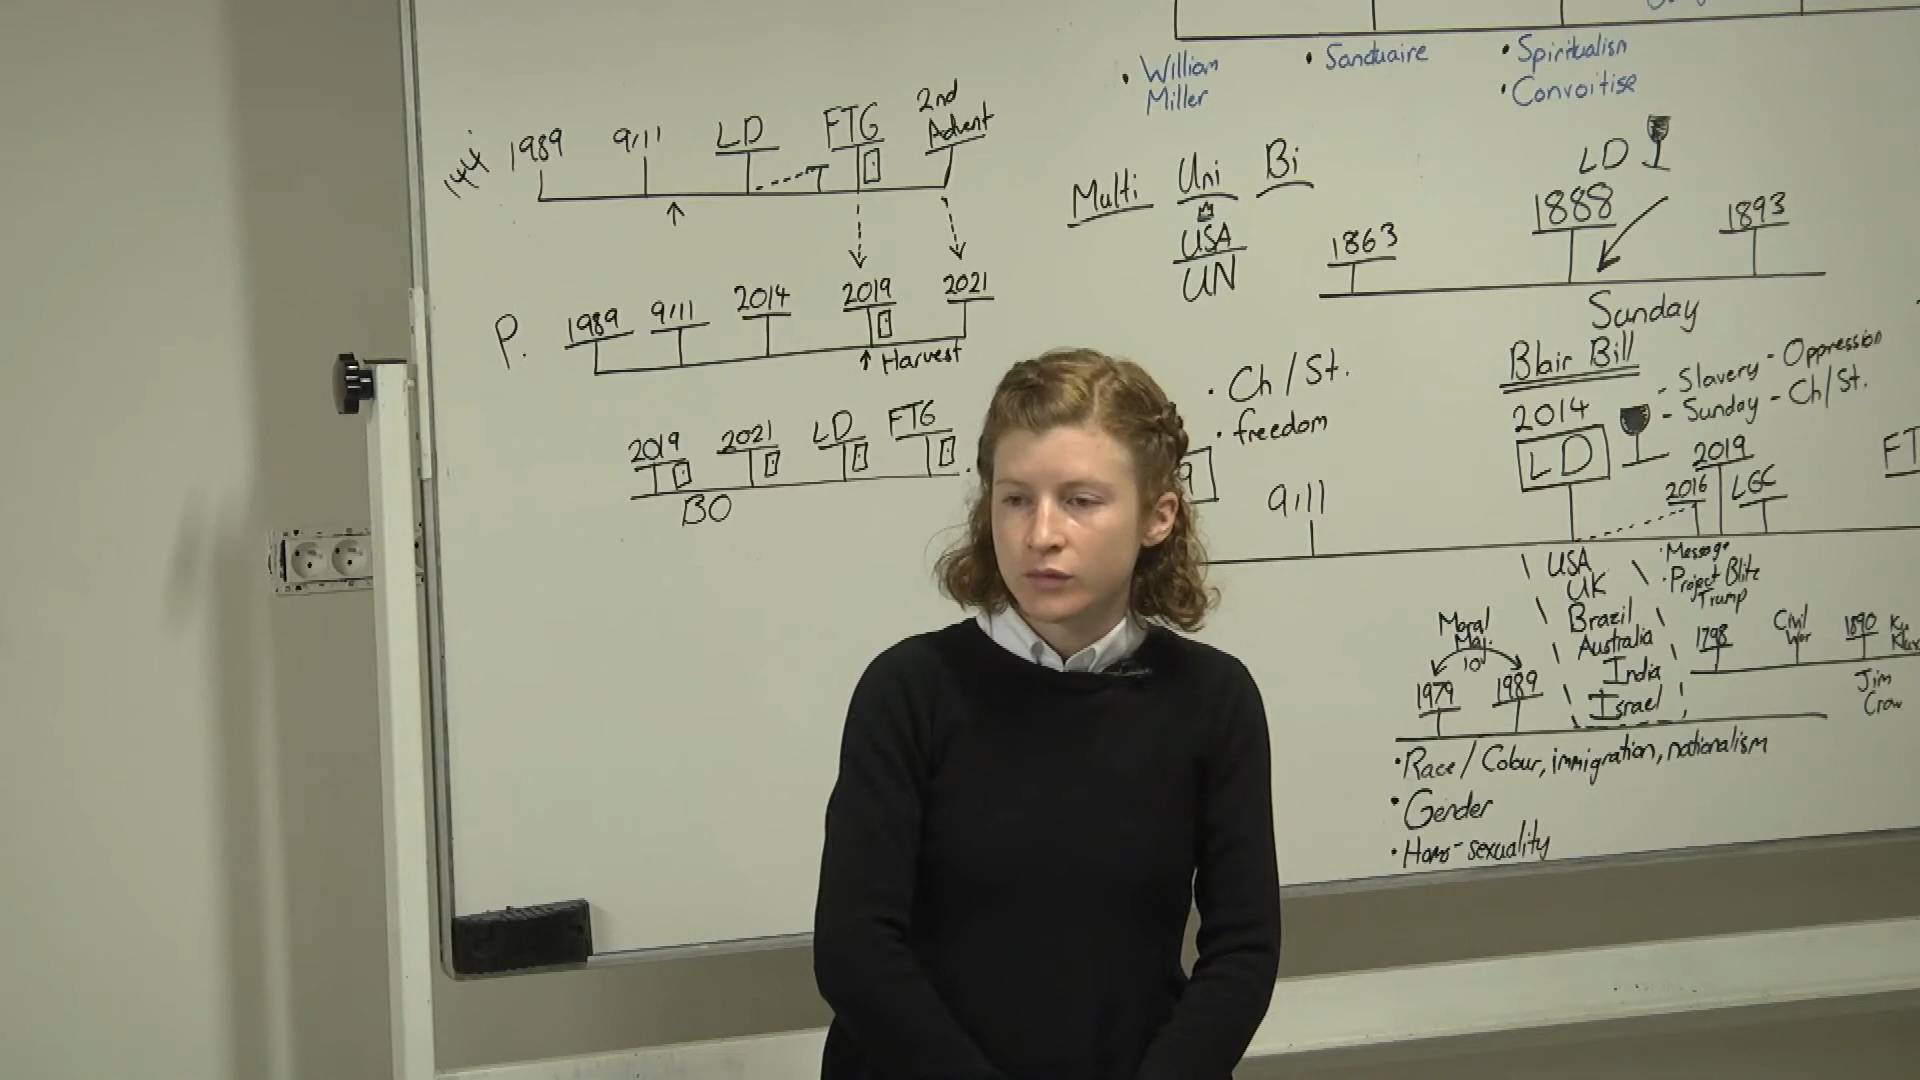 • William
Miller
• Sanctuaire
• Spiritualism
• Convoitise
144
1989
9/11
LD
FTG
2nd
Advent
P.
1989
9/11
2014
2019
2021
Harvest
2019
2021
LD
FTG
BO
Multi
Uni
Bi
USA
UN
• Ch/St.
• freedom
LD
1863
1888
1893
Sunday
Blair Bill
- Slavery - Oppression
- Sunday - Ch/St.
2014
LD
9/11
2016
2019
LGC
FT
USA
UK
Brazil
Australia
India
Israel
• Message
• Project Blite
Trump
Moral
Maj.
10
1979
1989
1798
Civil
War
1890
Jim
Crow
• Race / Colour, immigration, nationalism
• Gender
• Homo-sexuality